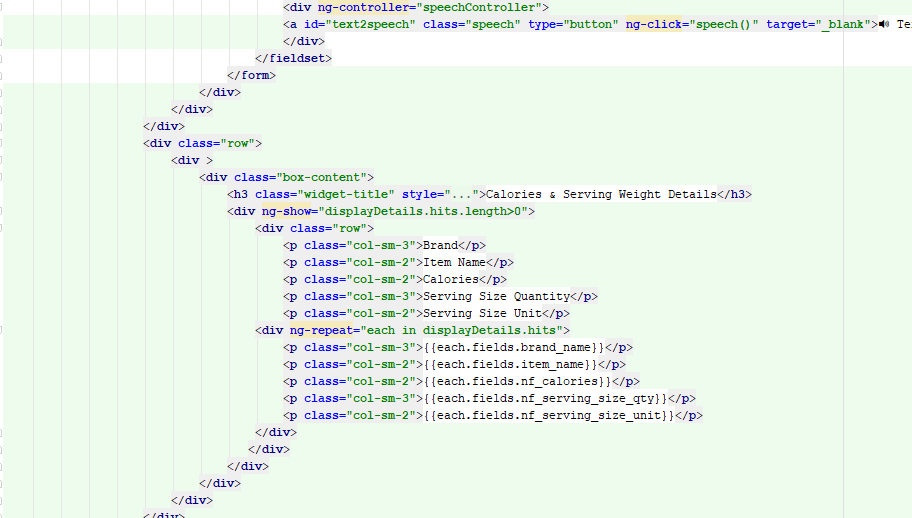 <div ng-controller="speechController">
<a id="text2speech" class="speech" type="button" ng-click="speech()" target="_blank">
</div>
</fieldset>
</form>
</div>
</div>
</div>
<div class="row">
<div >
<div class="box-content">
<h3 class="widget-title" style="...">Calories & Serving Weight Details</h3>
<div ng-show="displayDetails.hits.length>0">
<div class="row">
<p class="col-sm-3">Brand</p>
<p class="col-sm-2">Item Name</p>
<p class="col-sm-2">Calories</p>
<p class="col-sm-3">Serving Size Quantity</p>
<p class="col-sm-2">Serving Size Unit</p>
<div ng-repeat="each in displayDetails.hits">
<p class="col-sm-3">{{each.fields.brand_name}}</p>
<p class="col-sm-2">{{each.fields.item_name}}</p>
<p class="col-sm-2">{{each.fields.nf_calories}}</p>
<p class="col-sm-3">{{each.fields.nf_serving_size_qty}}</p>
<p class="col-sm-2">{{each.fields.nf_serving_size_unit}}</p>
</div>
</div>
</div>
</div>
</div>
</div>